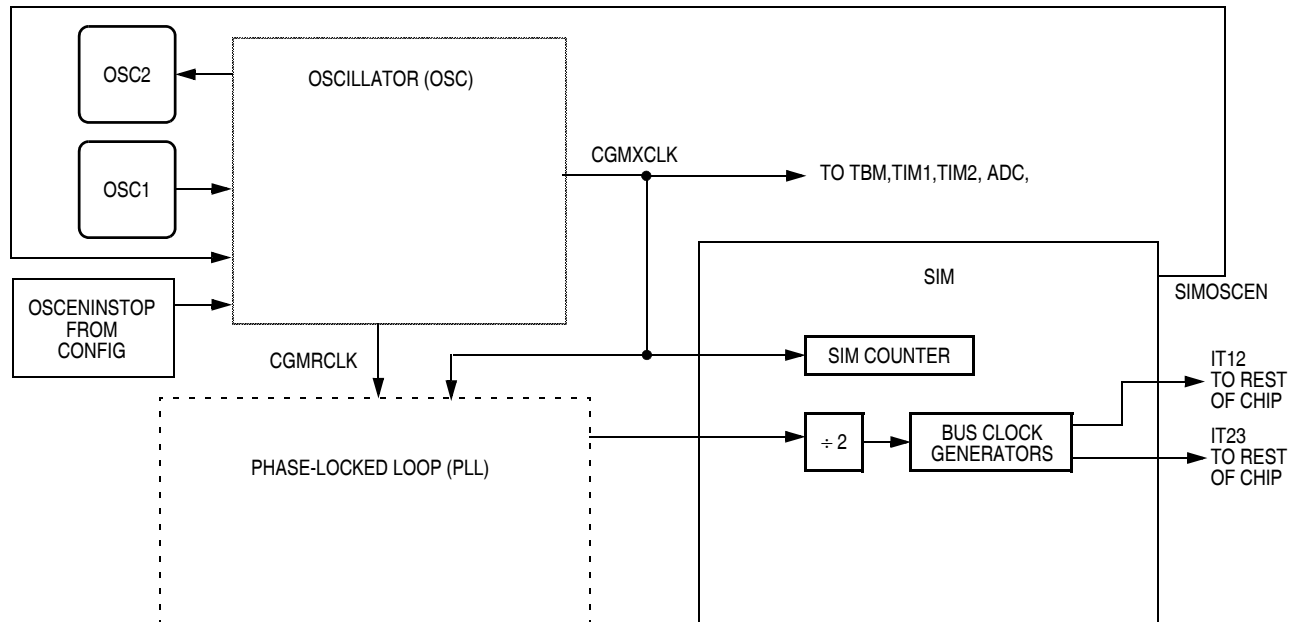 OSC2
OSCILLATOR (OSC)
CGMXCLK
OSC1
TO TBM,TIM1,TIM2, ADC,
SIM
SIMOSCEN
OSCENINSTOP
FROM
CONFIG
CGMRCLK
SIM COUNTER
IT12
TO REST
OF CHIP
÷ 2
BUS CLOCK
GENERATORS
IT23
TO REST
OF CHIP
PHASE-LOCKED LOOP (PLL)